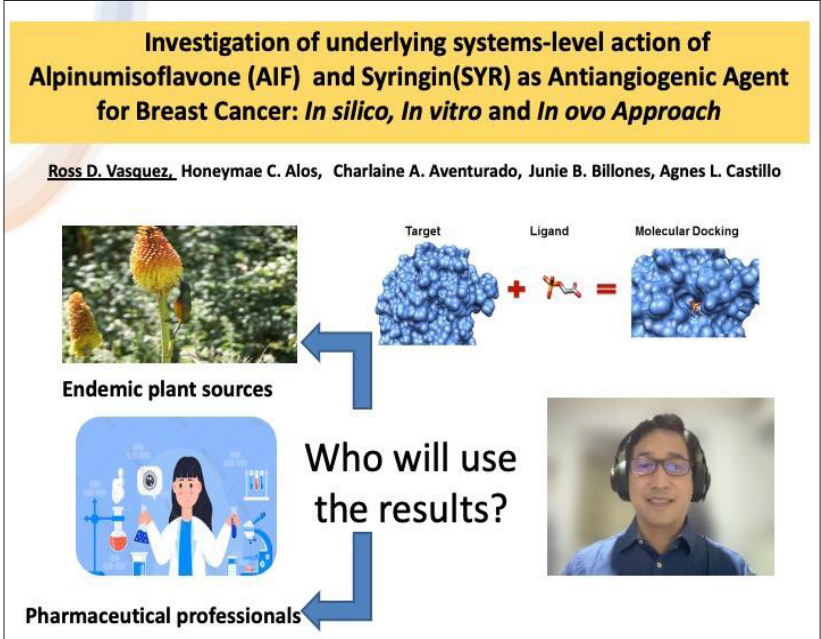 Investigation of underlying systems-level action of
Alpinumisoflavone (AIF) and Syringin(SYR) as Antiangiogenic Agent
for Breast Cancer: In silico, In vitro and In ovo Approach
Ross D. Vasquez, Honeymae C. Alos, Charlaine A. Aventurado, Junie B. Billones, Agnes L. Castillo
Target
Ligand
Molecular Docking
Endemic plant sources
Who will use
the results?
Pharmaceutical professionals